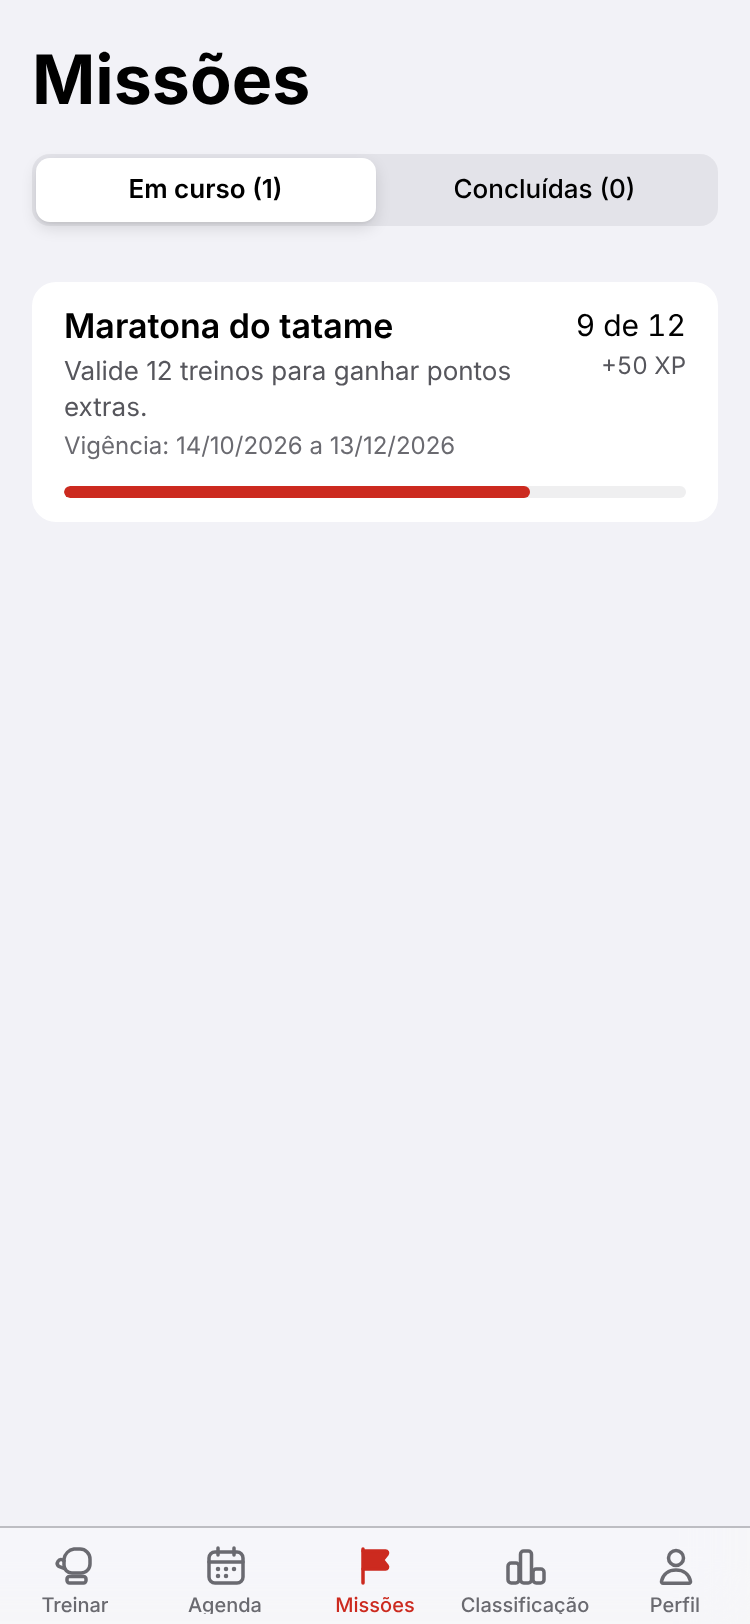 Missões
Em curso (1)
Concluídas (0)
Maratona do tatame
9 de 12
Valide 12 treinos para ganhar pontos
extras.
+50 XP
Vigência: 14/10/2026 a 13/12/2026
Treinar
Agenda
Missões
Classificação
Perfil